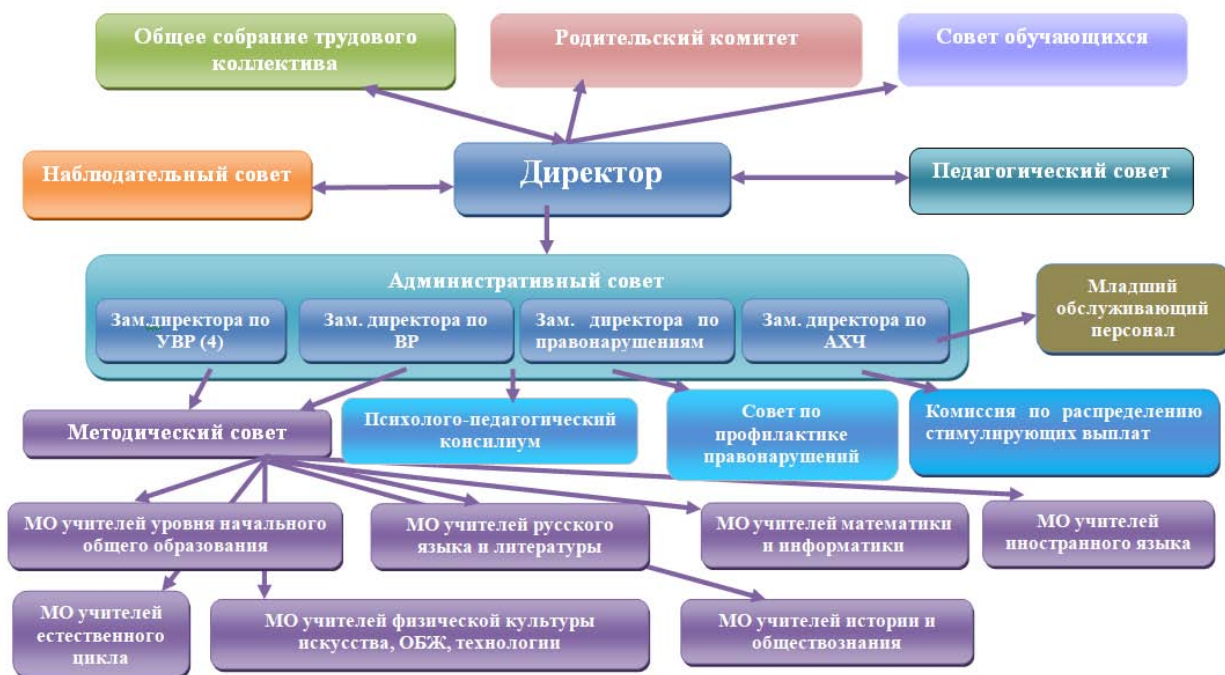 Общее собрание трудового
коллектива
Родительский комитет
Совет обучающихся
Наблюдательный совет
Директор
Педагогический совет
Административный совет
Зам.директора по
УВР (4)
Зам. директора по
ВР
Зам. директора по
правонарушениям
Зам. директора по
АХЧ
Младший
обслуживающий
персонал
Методический совет
Психолого-педагогический
консилиум
Совет по
профилактике
правонарушений
Комиссия по распределению
стимулирующих выплат
МО учителей уровня начального
общего образования
МО учителей русского
языка и литературы
МО учителей математики
и информатики
МО учителей
иностранного языка
МО учителей
естественного
цикла
МО учителей физической культуры
искусства, ОБЖ, технологии
МО учителей истории и
обществознания